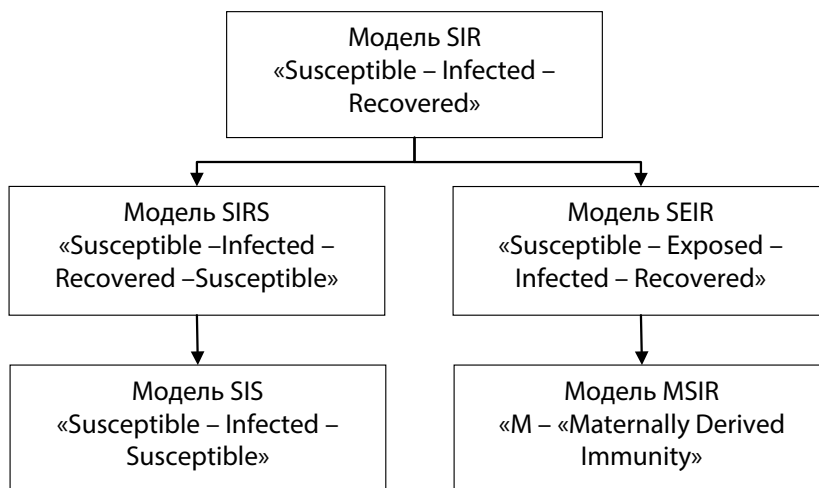 Модель SIR
«Susceptible – Infected –
Recovered»
Модель SIRS
«Susceptible –Infected –
Recovered –Susceptible»
Модель SEIR
«Susceptible – Exposed –
Infected – Recovered»
Модель SIS
«Susceptible – Infected –
Susceptible»
Модель MSIR
«M – «Maternally Derived
Immunity»